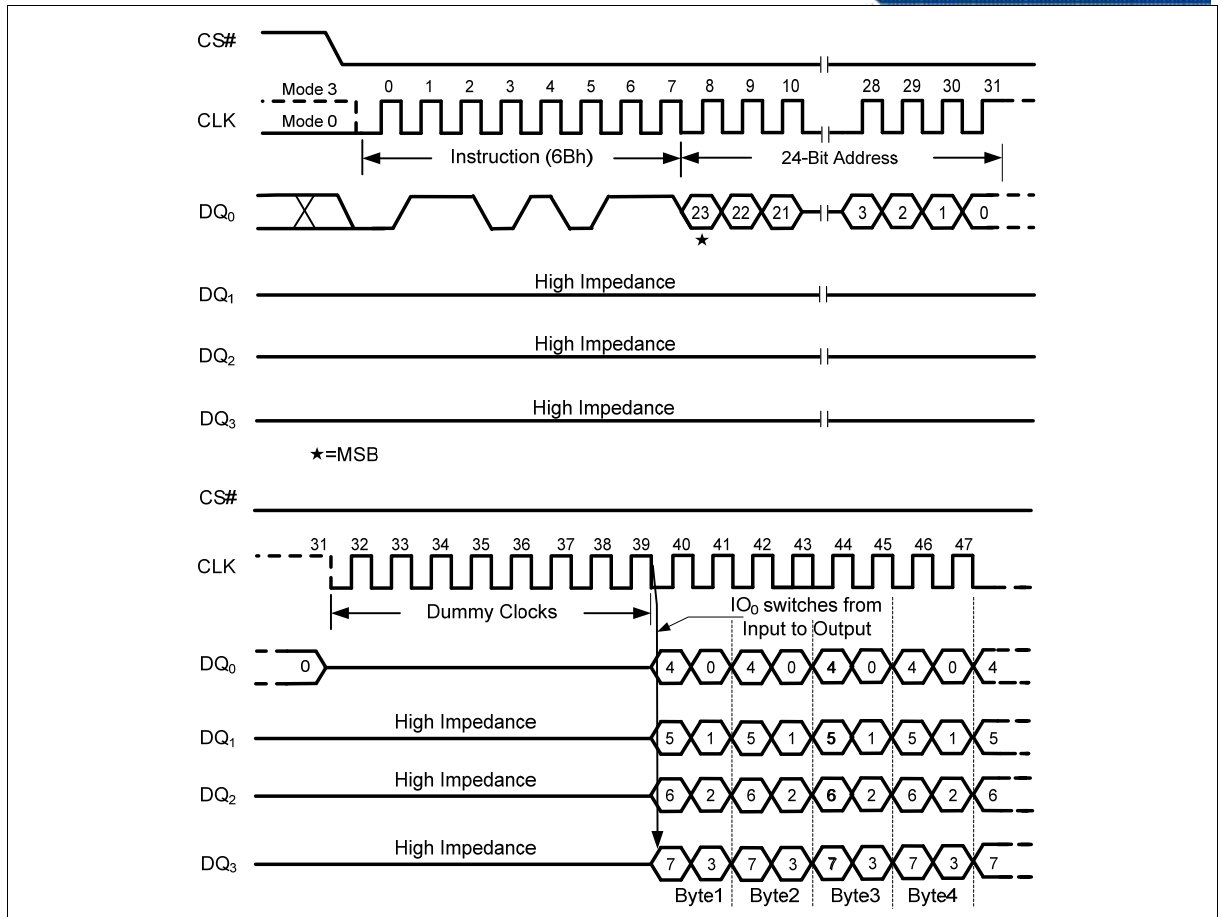 CS#
Mode 3
0 1 2 3 4 5 6 7 8 9 10 28 29 30 31
CLK
Mode 0
Instruction (6Bh)
24-Bit Address
DQ0
23 22 21 3 2 1 0
★
High Impedance
DQ1
High Impedance
DQ2
High Impedance
DQ3
★=MSB
CS#
31 32 33 34 35 36 37 38 39 40 41 42 43 44 45 46 47
CLK
Dummy Clocks
IO0 switches from
Input to Output
DQ0
0 4 0 4 0 4 0 4 0 4
High Impedance
DQ1
5 1 5 1 5 1 5 1 5
High Impedance
DQ2
6 2 6 2 6 2 6 2 6
High Impedance
DQ3
7 3 7 3 7 3 7 3 7
Byte1 Byte2 Byte3 Byte4